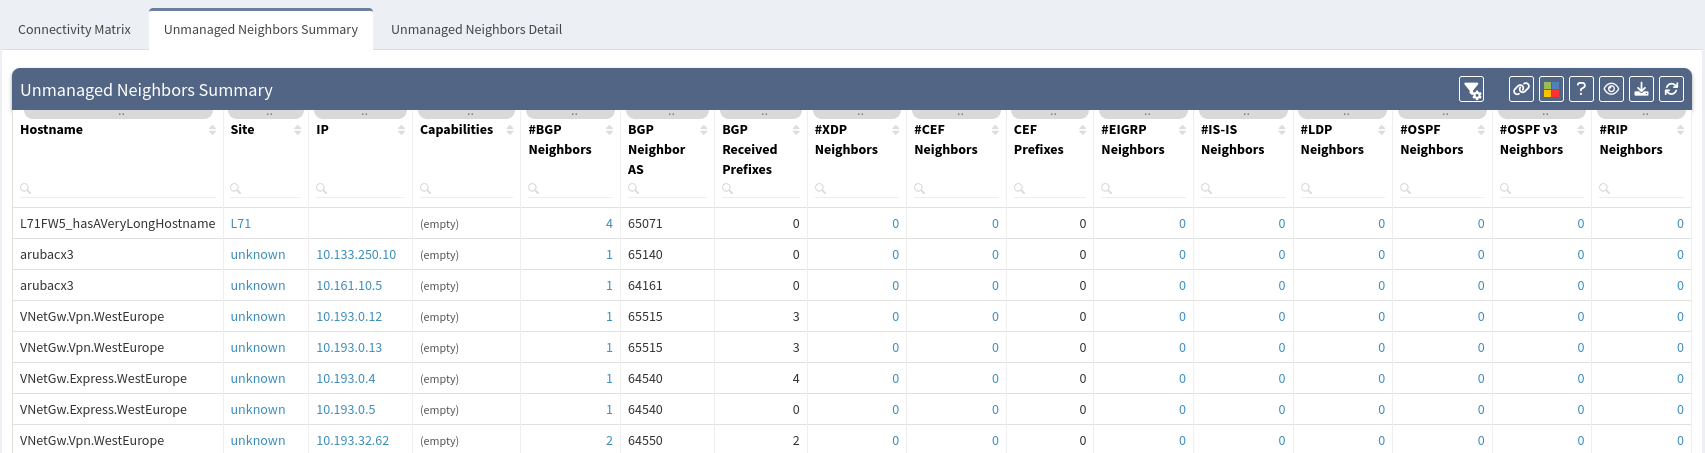 Connectivity Matrix Unmanaged Neighbors Summary Unmanaged Neighbors Detail
Unmanaged Neighbors Summary
Hostname Site IP Capabilities #BGP Neighbors BGP Neighbor AS BGP Received Prefixes #XDP Neighbors #CEF Neighbors CEF Prefixes #EIGRP Neighbors #IS-IS Neighbors #LDP Neighbors #OSPF Neighbors #OSPF v3 Neighbors #RIP Neighbors
L71FW5_hasAVeryLongHostname L71 (empty) 4 65071 0 0 0 0 0 0 0 0 0 0
arubacx3 unknown 10.133.250.10 (empty) 1 65140 0 0 0 0 0 0 0 0 0 0
arubacx3 unknown 10.161.10.5 (empty) 1 64161 0 0 0 0 0 0 0 0 0 0
VNetGw.Vpn.WestEurope unknown 10.193.0.12 (empty) 1 65515 3 0 0 0 0 0 0 0 0 0
VNetGw.Vpn.WestEurope unknown 10.193.0.13 (empty) 1 65515 3 0 0 0 0 0 0 0 0 0
VNetGw.Express.WestEurope unknown 10.193.0.4 (empty) 1 64540 4 0 0 0 0 0 0 0 0 0
VNetGw.Express.WestEurope unknown 10.193.0.5 (empty) 1 64540 0 0 0 0 0 0 0 0 0 0
VNetGw.Vpn.WestEurope unknown 10.193.32.62 (empty) 2 64550 2 0 0 0 0 0 0 0 0 0